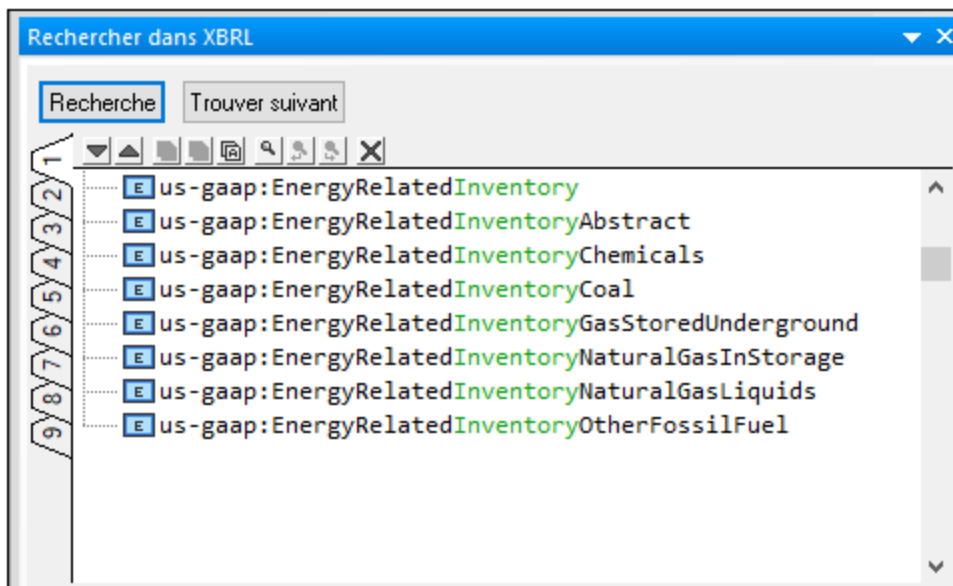 Rechercher dans XBRL
Recherche Trouver suivant
1
2
3
4
5
6
7
8
9
E us-gaap:EnergyRelatedInventory
E us-gaap:EnergyRelatedInventoryAbstract
E us-gaap:EnergyRelatedInventoryChemicals
E us-gaap:EnergyRelatedInventoryCoal
E us-gaap:EnergyRelatedInventoryGasStoredUnderground
E us-gaap:EnergyRelatedInventoryNaturalGasInStorage
E us-gaap:EnergyRelatedInventoryNaturalGasLiquids
E us-gaap:EnergyRelatedInventoryOtherFossilFuel